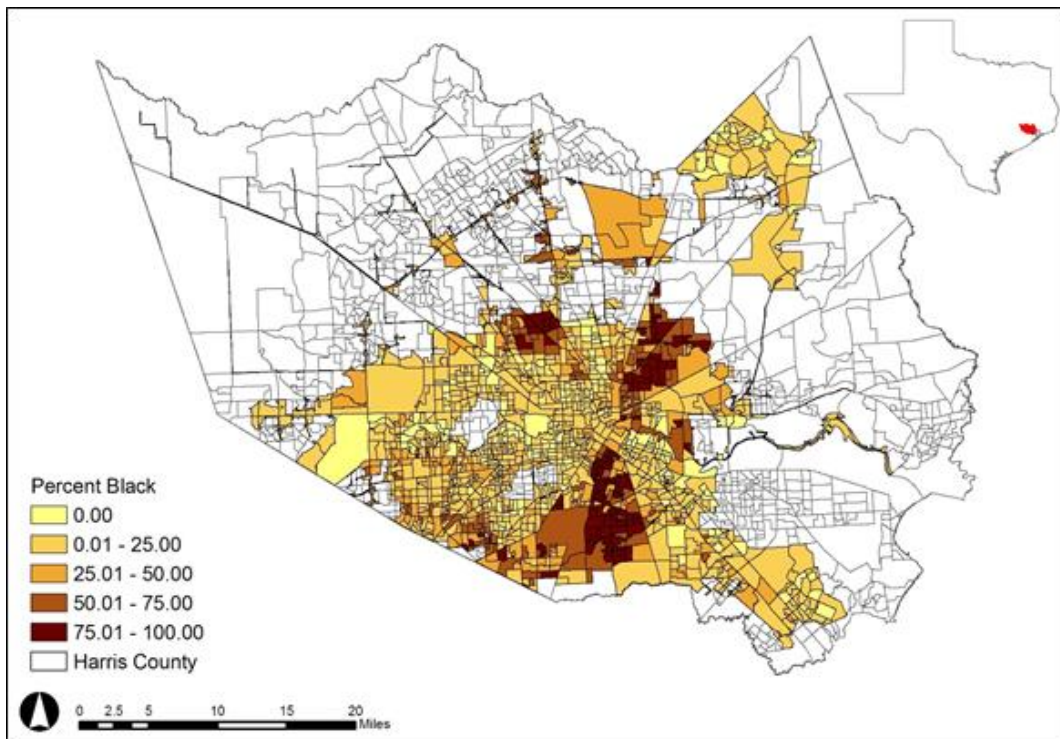 Percent Black
0.00
0.01 - 25.00
25.01 - 50.00
50.01 - 75.00
75.01 - 100.00
Harris County
0 2.5 5 10 15 20
Miles